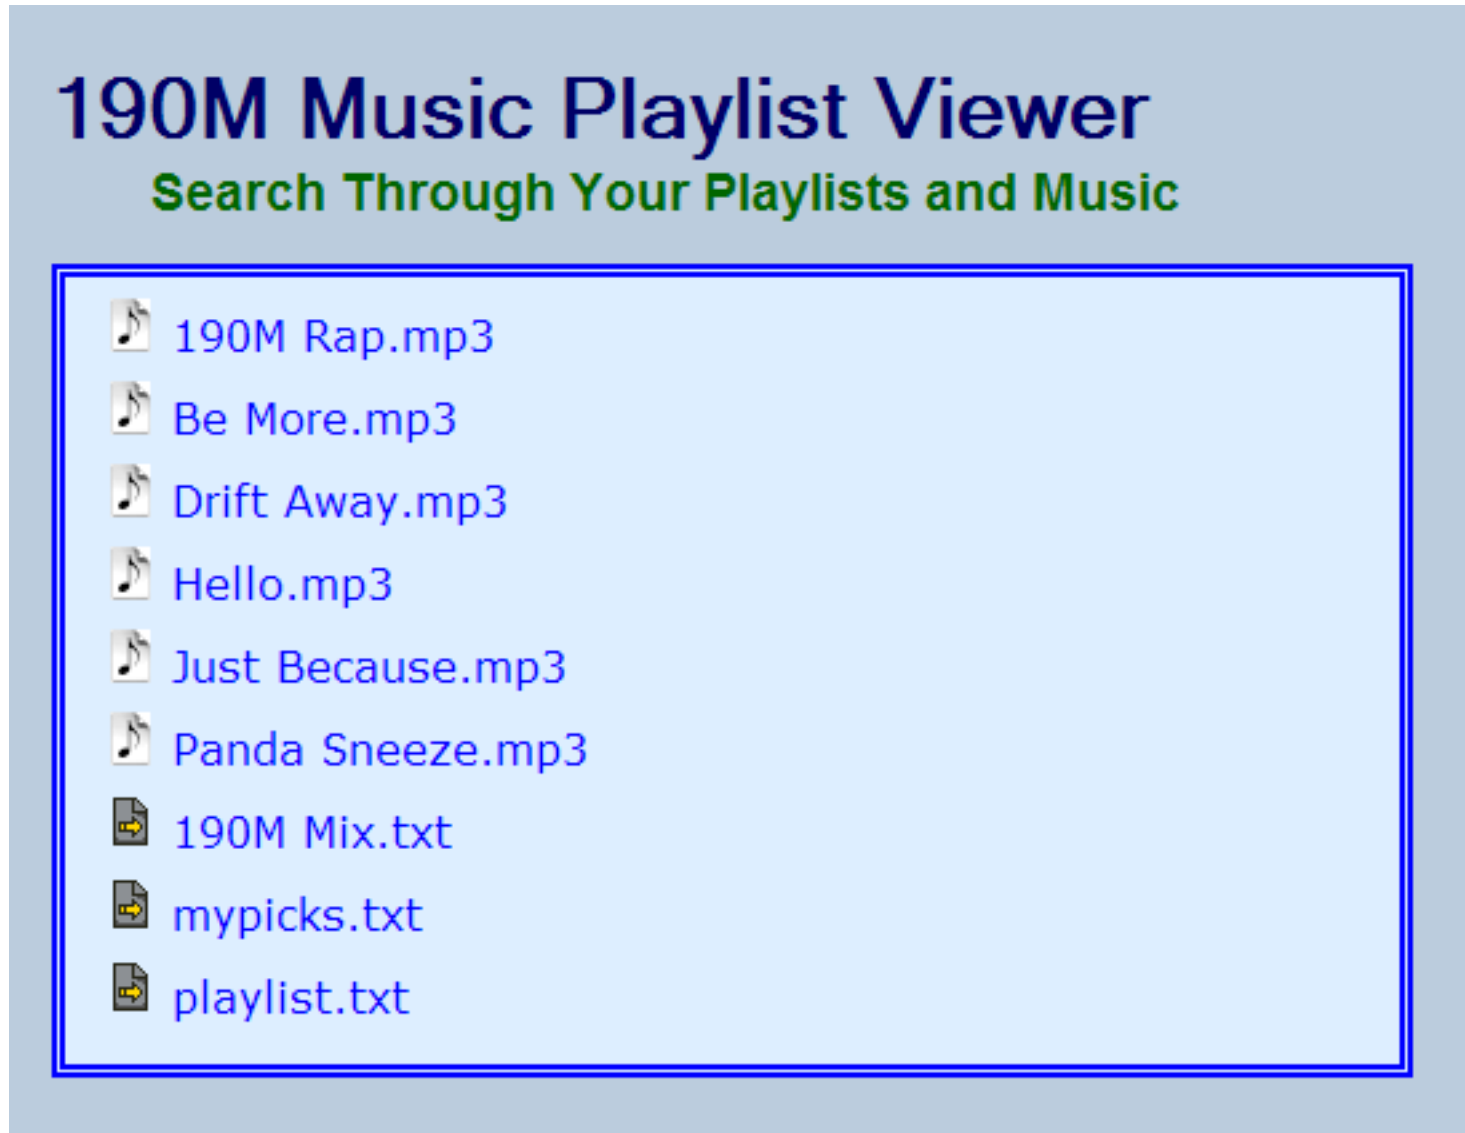 190M Music Playlist Viewer
Search Through Your Playlists and Music
190M Rap.mp3
Be More.mp3
Drift Away.mp3
Hello.mp3
Just Because.mp3
Panda Sneeze.mp3
190M Mix.txt
mypicks.txt
playlist.txt